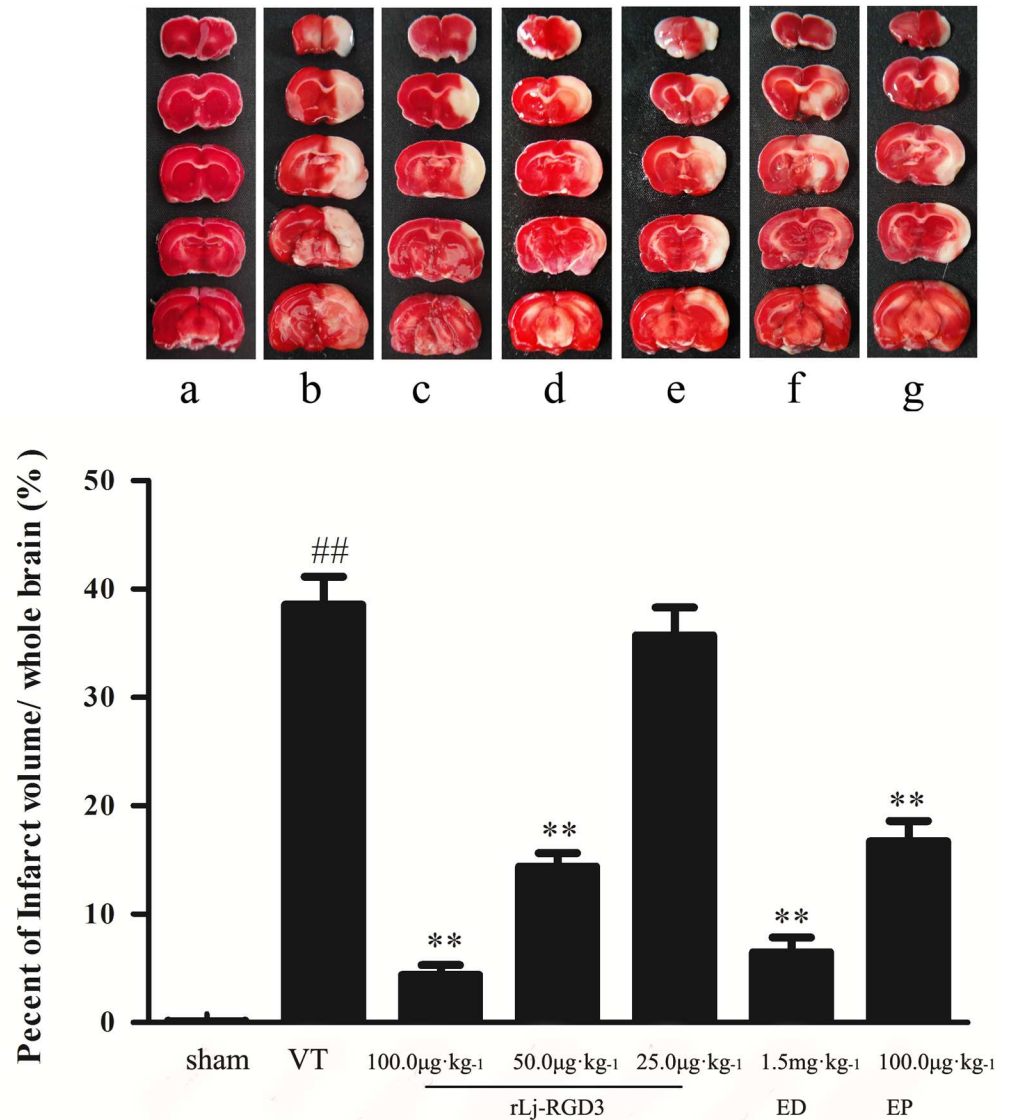 a b c d e f g
Pecent of Infarct volume/ whole brain (%)
50
##
40
30
20
**
**
10
**
**
0
sham VT 100.0μg·kg-1 50.0μg·kg-1 25.0μg·kg-1 1.5mg·kg-1 100.0μg·kg-1
rLj-RGD3 ED EP